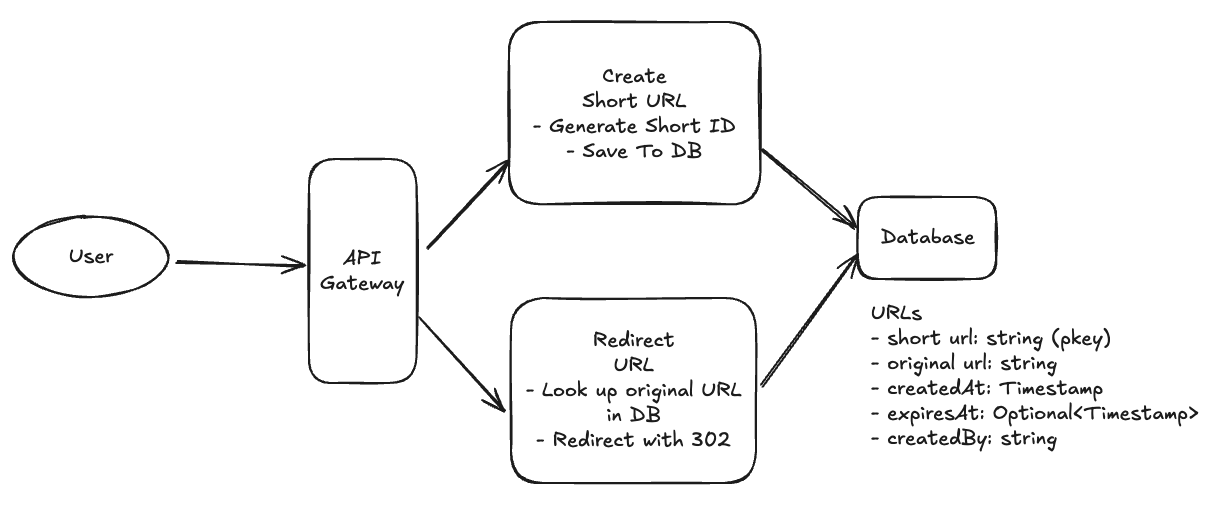 User
API
Gateway
Create
Short URL
- Generate Short ID
- Save To DB
Redirect
URL
- Look up original URL
in DB
- Redirect with 302
Database
URLs
- short url: string (pkey)
- original url: string
- createdAt: Timestamp
- expiresAt: Optional<Timestamp>
- createdBy: string